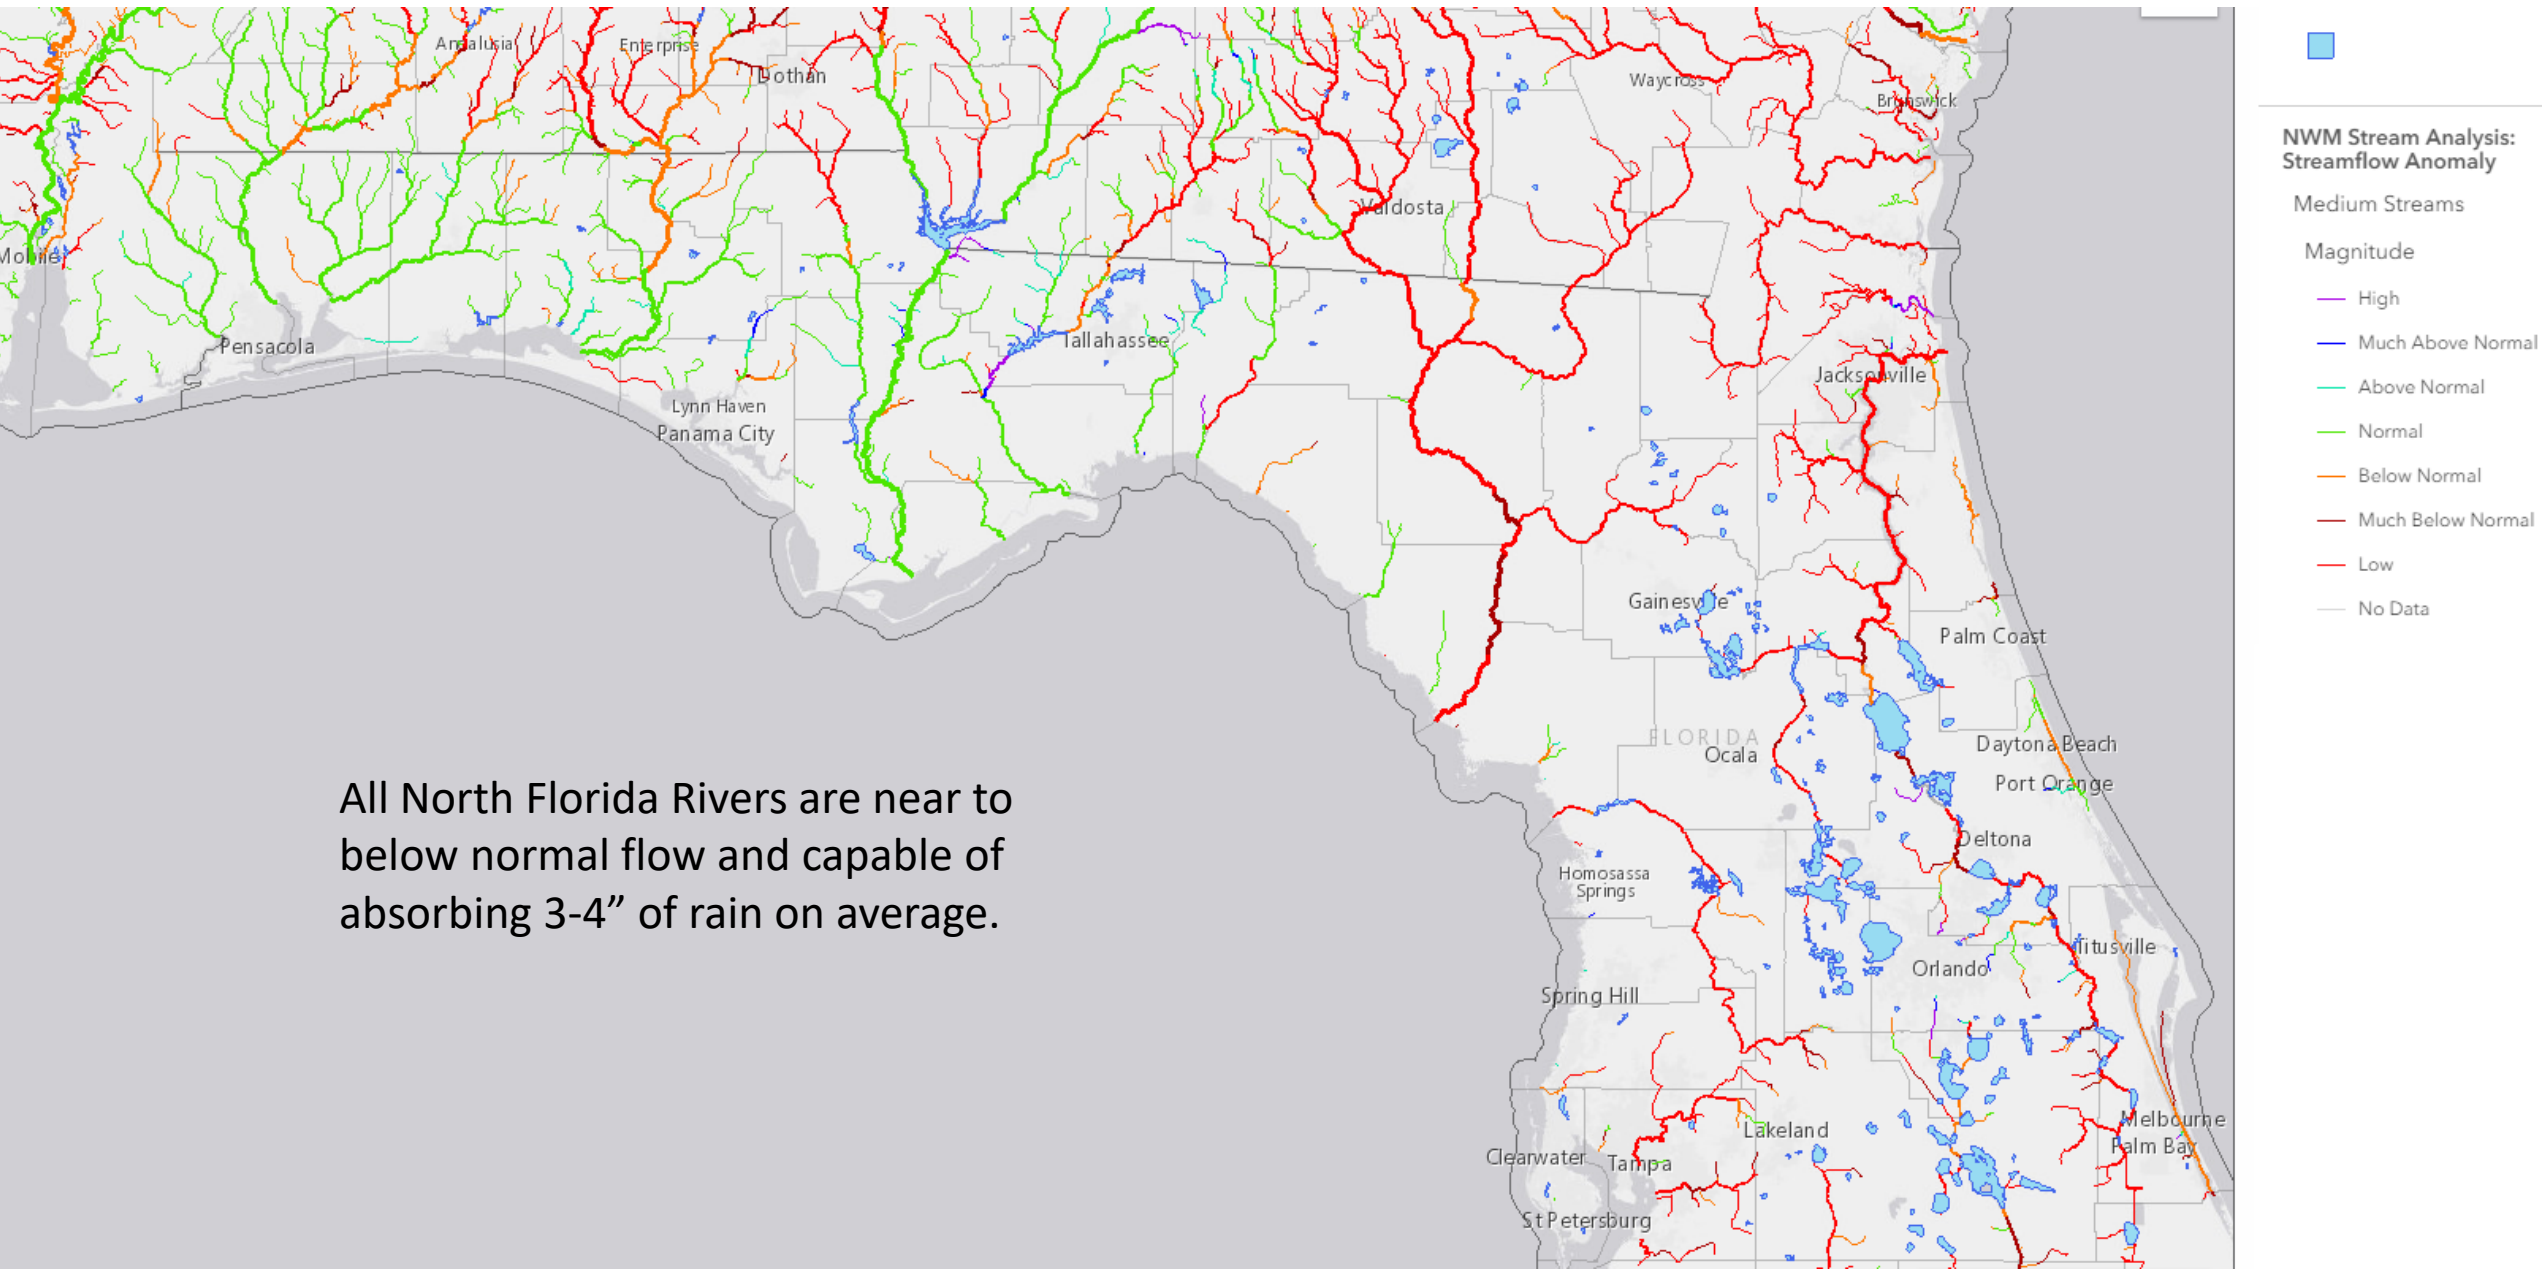 Andalusia
Enterprise
Dothan
Waycross
Brunswick
Valdosta
Mobile
Pensacola
Tallahassee
Jacksonville
Lynn Haven
Panama City
Gainesville
Palm Coast
FLORIDA
Ocala
Daytona Beach
Port Orange
Deltona
Homosassa
Springs
Titusville
Orlando
Spring Hill
Melbourne
Palm Bay
Lakeland
Clearwater
Tampa
St Petersburg
All North Florida Rivers are near to
below normal flow and capable of
absorbing 3-4” of rain on average.
NWM Stream Analysis:
Streamflow Anomaly
Medium Streams
Magnitude
High
Much Above Normal
Above Normal
Normal
Below Normal
Much Below Normal
Low
No Data